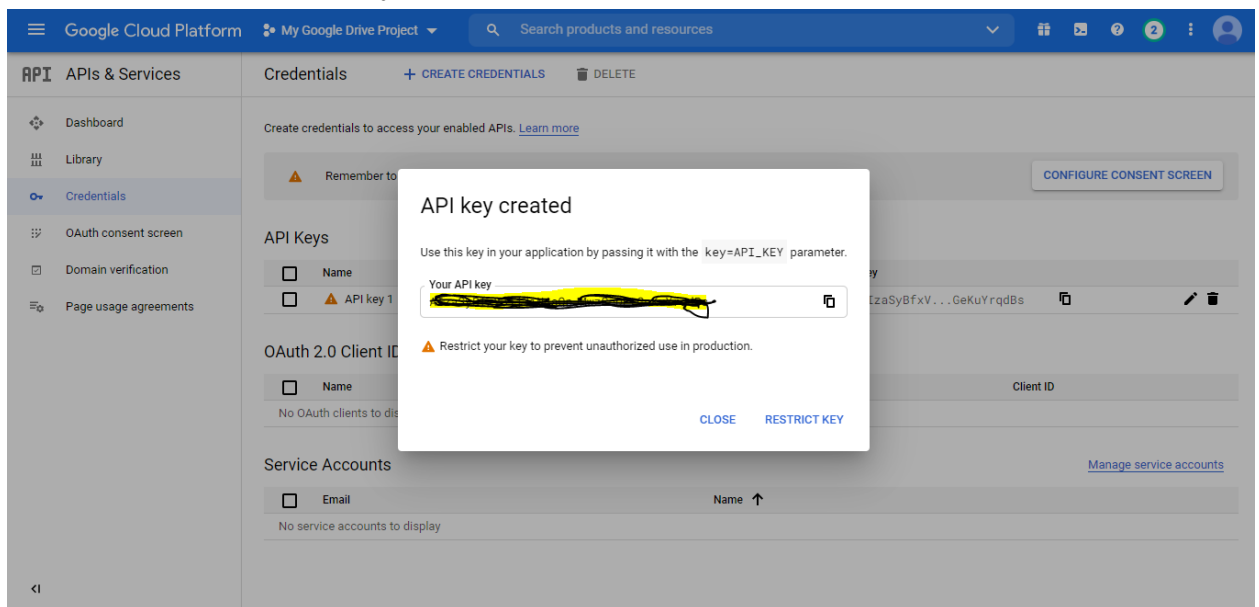 Google Cloud Platform My Google Drive Project Search products and resources 2
API APIs & Services Credentials + CREATE CREDENTIALS DELETE
Dashboard
Create credentials to access your enabled APIs. Learn more
Library
Remember to CONFIGURE CONSENT SCREEN
Credentials
API key created
OAuth consent screen
API Keys
Use this key in your application by passing it with the key=API_KEY parameter.
Domain verification
Name
Your API key
API key 1 IzaSyBfxV...GeKuYrqdBs
Page usage agreements
Restrict your key to prevent unauthorized use in production.
OAuth 2.0 Client ID
Name Client ID
No OAuth clients to dis
CLOSE RESTRICT KEY
Service Accounts Manage service accounts
Email Name
No service accounts to display